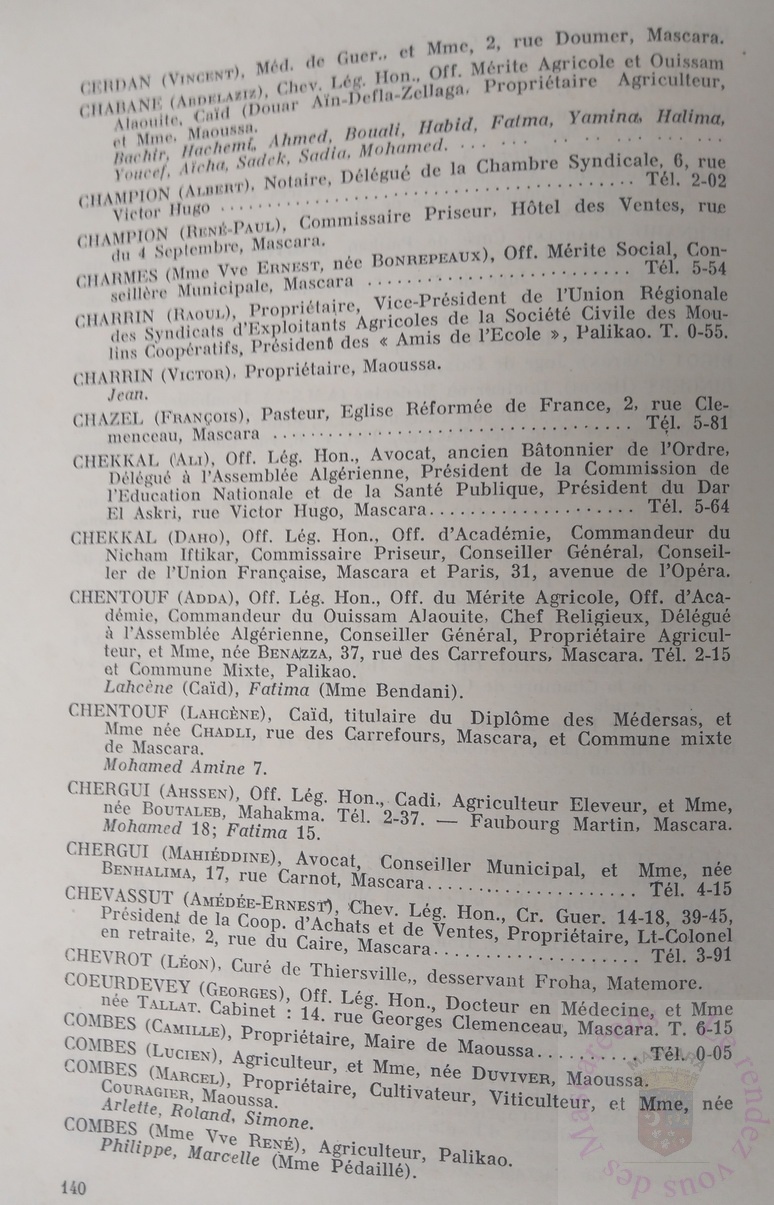 CERDAN (VINCENT), Méd. de Guer., et Mme, 2, rue Doumer, Mascara.
CHABANE (ABDELAZIZ), Chev. Lég. Hon., Off. Mérite Agricole et Ouissam
Alaouite, Caïd (Douar Aïn-Defla-Zellaga, Propriétaire Agriculteur,
et Mme, Maoussa.
Bachir, Hachemi, Ahmed, Bouali, Habid, Fatma, Yamina, Halima,
Youcef, Aïcha, Sadek, Sadia, Mohamed. . . . . . . . . .
CHAMPION (ALBERT), Notaire, Délégué de la Chambre Syndicale, 6, rue
Victor Hugo ........................................ Tél. 2-02
CHAMPION (RENÉ-PAUL), Commissaire Priseur, Hôtel des Ventes, rue
du 4 Septembre, Mascara.
CHARMES (Mme Vve ERNEST, née BONREPEAUX), Off. Mérite Social, Con-
seillère Municipale, Mascara ........................ Tél. 5-54
CHARRIN (RAOUL), Propriétaire, Vice-Président de l'Union Régionale
des Syndicats d'Exploitants Agricoles de la Société Civile des Mou-
lins Coopératifs, Président des « Amis de l'Ecole », Palikao. T. 0-55.
CHARRIN (VICTOR), Propriétaire, Maoussa.
Jean.
CHAZEL (FRANÇOIS), Pasteur, Eglise Réformée de France, 2, rue Cle-
menceau, Mascara .................................. Tél. 5-81
CHEKKAL (ALI), Off. Lég. Hon., Avocat, ancien Bâtonnier de l'Ordre,
Délégué à l'Assemblée Algérienne, Président de la Commission de
l'Education Nationale et de la Santé Publique, Président du Dar
El Askri, rue Victor Hugo, Mascara.................... Tél. 5-64
CHEKKAL (DAHO), Off. Lég. Hon., Off. d'Académie, Commandeur du
Nicham Iftikar, Commissaire Priseur, Conseiller Général, Conseil-
ler de l'Union Française, Mascara et Paris, 31, avenue de l'Opéra.
CHENTOUF (ADDA), Off. Lég. Hon., Off. du Mérite Agricole, Off. d'Aca-
démie, Commandeur du Ouissam Alaouite, Chef Religieux, Délégué
à l'Assemblée Algérienne, Conseiller Général, Propriétaire Agricul-
teur, et Mme, née BENAZZA, 37, rue des Carrefours, Mascara. Tél. 2-15
et Commune Mixte, Palikao.
Lahcène (Caïd), Fatima (Mme Bendani).
CHENTOUF (LAHCÈNE), Caïd, titulaire du Diplôme des Médersas, et
Mme née CHADLI, rue des Carrefours, Mascara, et Commune mixte
de Mascara.
Mohamed Amine 7.
CHERGUI (AHSSEN), Off. Lég. Hon., Cadi, Agriculteur Eleveur, et Mme,
née BOUTALEB, Mahakma. Tél. 2-37. — Faubourg Martin, Mascara.
Mohamed 18; Fatima 15.
CHERGUI (MAHIÉDDINE), Avocat, Conseiller Municipal, et Mme, née
BENHALIMA, 17, rue Carnot, Mascara.................... Tél. 4-15
CHEVASSUT (AMÉDÉE-ERNEST), Chev. Lég. Hon., Cr. Guer. 14-18, 39-45,
Président de la Coop. d'Achats et de Ventes, Propriétaire, Lt-Colonel
en retraite, 2, rue du Caire, Mascara.................... Tél. 3-91
CHEVROT (LÉON), Curé de Thiersville,, desservant Froha, Matemore.
COEURDEVEY (GEORGES), Off. Lég. Hon., Docteur en Médecine, et Mme
née TALLAT. Cabinet : 14, rue Georges Clemenceau, Mascara. T. 6-15
COMBES (CAMILLE), Propriétaire, Maire de Maoussa.......... Tél. 0-05
COMBES (LUCIEN), Agriculteur, et Mme, née DUVIVER, Maoussa.
COMBES (MARCEL), Propriétaire, Cultivateur, Viticulteur, et Mme, née
COURAGIER, Maoussa.
Arlette, Roland, Simone.
COMBES (Mme Vve RENÉ), Agriculteur, Palikao.
Philippe, Marcelle (Mme Pédaillé).
140
MASCARA